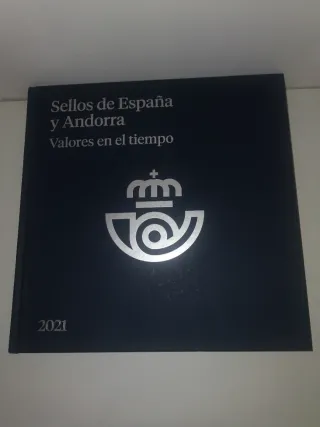 Sellos de España
y Andorra
Valores en el tiempo
2021